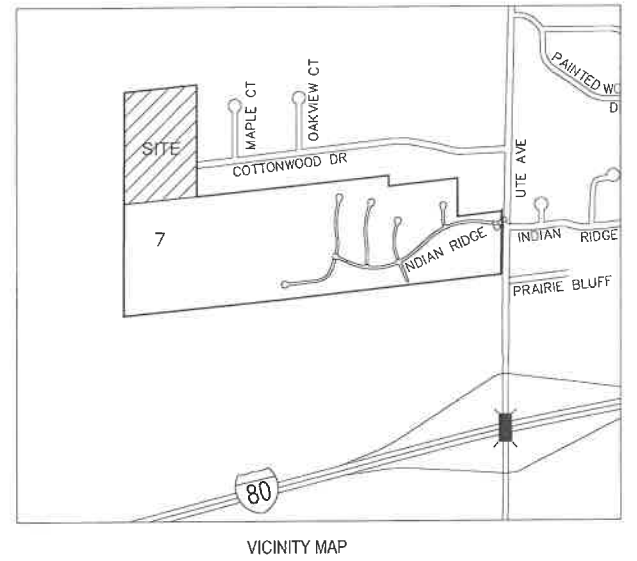 PAINTED WO
D
MAPLE CT
OAKVIEW CT
SITE
COTTONWOOD DR
UTE AVE
7
NDIAN RIDGE
INDIAN RIDGE
PRAIRIE BLUFF
80
VICINITY MAP